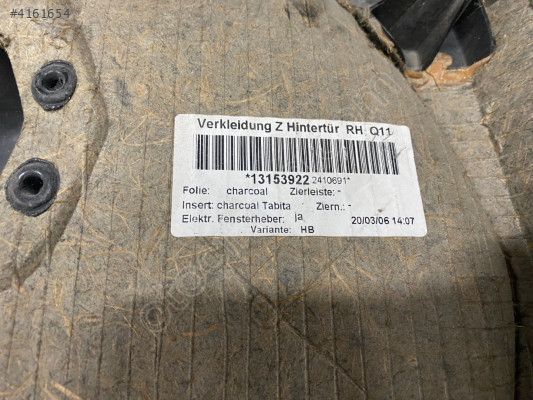 #4161654
Verkleidung Z Hintertür RH Q11
*13153922 2410691*
Folie: charcoal Zierleiste: -
Insert: charcoal Tabita Ziern.: -
Elektr. Fensterheber: ja 20/03/06 14:07
Variante: HB